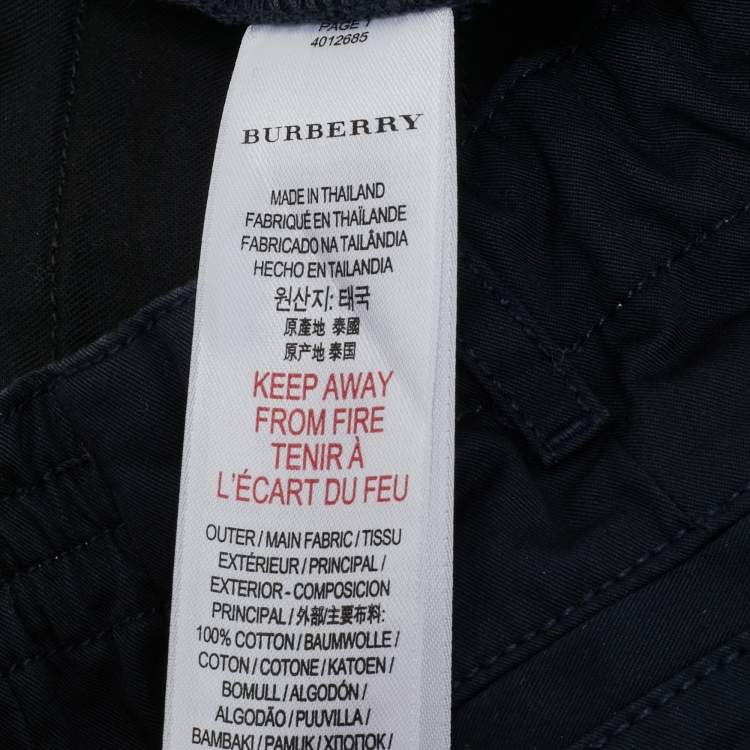 PAGE 1
4012685
BURBERRY
MADE IN THAILAND
FABRIQUÉ EN THAÏLANDE
FABRICADO NA TAILÂNDIA
HECHO EN TAILANDIA
원산지: 태국
原產地 泰國
原产地 泰国
KEEP AWAY
FROM FIRE
TENIR À
L'ÉCART DU FEU
OUTER / MAIN FABRIC / TISSU
EXTÉRIEUR / PRINCIPAL /
EXTERIOR - COMPOSICION
PRINCIPAL / 外部/主要布料:
100% COTTON / BAUMWOLLE /
COTON / COTONE / KATOEN /
BOMULL / ALGODÓN /
ALGODÃO / PUUVILLA /
BAMBAKI / PAMUK / ХЛОПОК /